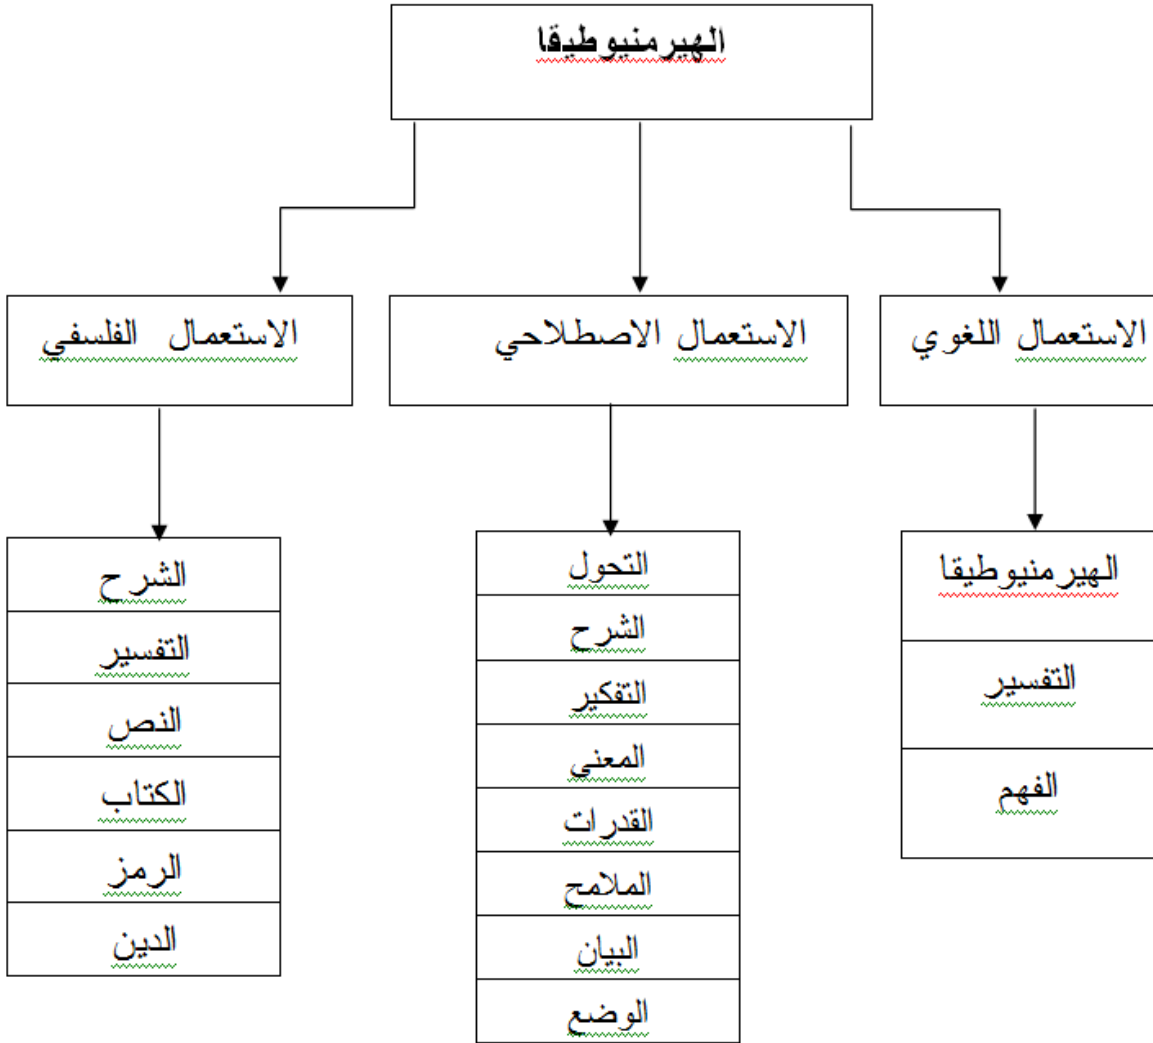 الهيرمنيوطيقا
الاستعمال اللغوي
الاستعمال الاصطلاحي
الاستعمال الفلسفي
الهيرمنيوطيقا
التفسير
الفهم
التحول
الشرح
التفكير
المعنى
القدرات
الملامح
البيان
الوضع
الشرح
التفسير
النص
الكتاب
الرمز
الدين